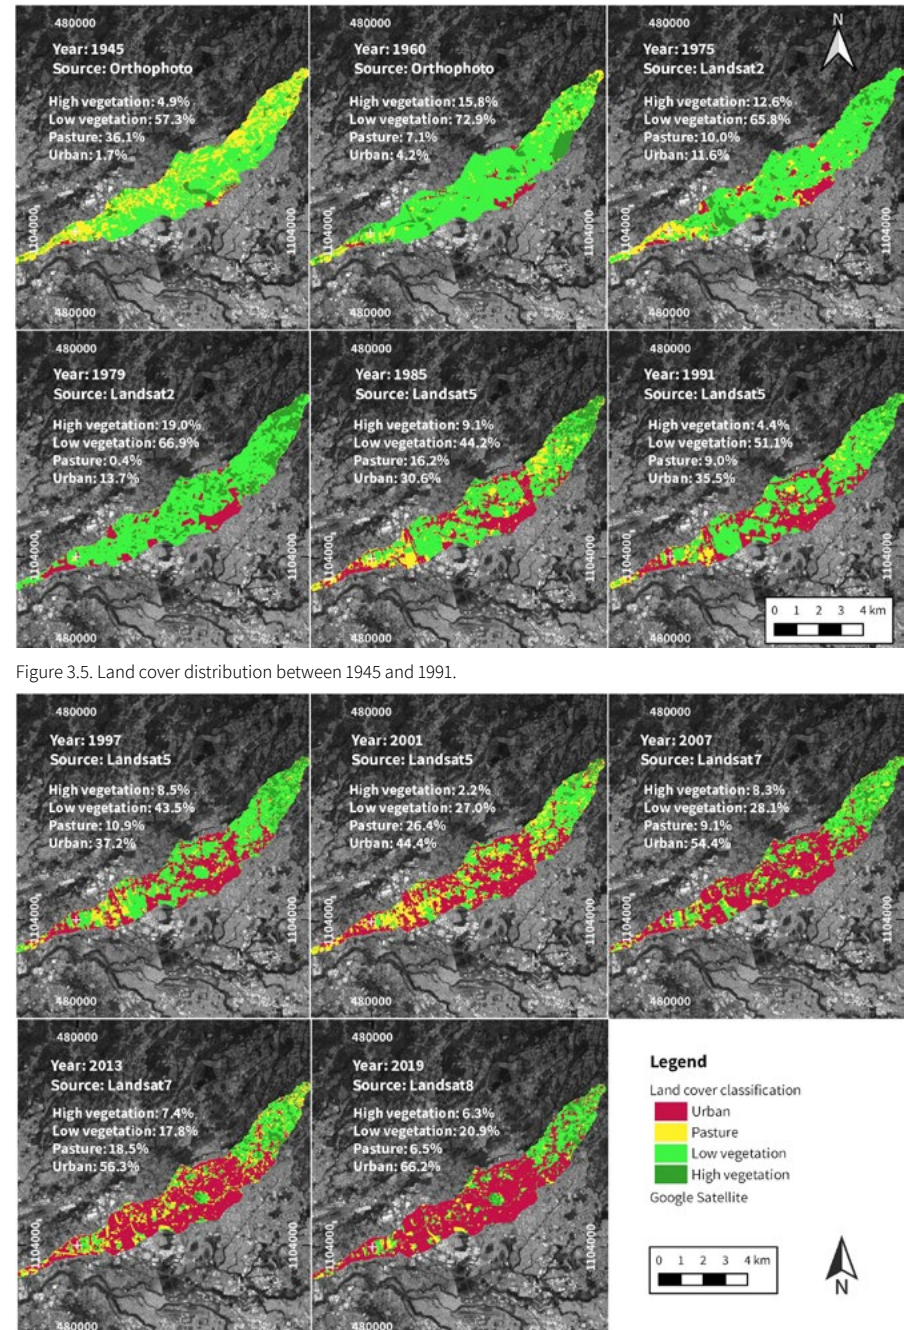 480000
Year: 1945
Source: Orthophoto
High vegetation: 4.9%
Low vegetation: 57.3%
Pasture: 36.1%
Urban: 1.7%
1104000
1104000
480000
480000
Year: 1960
Source: Orthophoto
High vegetation: 15.8%
Low vegetation: 72.9%
Pasture: 7.1%
Urban: 4.2%
1104000
1104000
480000
480000
N
Year: 1975
Source: Landsat2
High vegetation: 12.6%
Low vegetation: 65.8%
Pasture: 10.0%
Urban: 11.6%
1104000
1104000
480000
480000
Year: 1979
Source: Landsat2
High vegetation: 19.0%
Low vegetation: 66.9%
Pasture: 0.4%
Urban: 13.7%
1104000
1104000
480000
480000
Year: 1985
Source: Landsat5
High vegetation: 9.1%
Low vegetation: 44.2%
Pasture: 16.2%
Urban: 30.6%
1104000
1104000
480000
480000
Year: 1991
Source: Landsat5
High vegetation: 4.4%
Low vegetation: 51.1%
Pasture: 9.0%
Urban: 35.5%
1104000
1104000
0 1 2 3 4 km
480000
Figure 3.5. Land cover distribution between 1945 and 1991.
480000
Year: 1997
Source: Landsat5
High vegetation: 8.5%
Low vegetation: 43.5%
Pasture: 10.9%
Urban: 37.2%
1104000
1104000
480000
480000
Year: 2001
Source: Landsat5
High vegetation: 2.2%
Low vegetation: 27.0%
Pasture: 26.4%
Urban: 44.4%
1104000
1104000
480000
480000
Year: 2007
Source: Landsat7
High vegetation: 8.3%
Low vegetation: 28.1%
Pasture: 9.1%
Urban: 54.4%
1104000
1104000
480000
480000
Year: 2013
Source: Landsat7
High vegetation: 7.4%
Low vegetation: 17.8%
Pasture: 18.5%
Urban: 56.3%
1104000
1104000
480000
480000
Year: 2019
Source: Landsat8
High vegetation: 6.3%
Low vegetation: 20.9%
Pasture: 6.5%
Urban: 66.2%
1104000
1104000
480000
Legend
Land cover classification
Urban
Pasture
Low vegetation
High vegetation
Google Satellite
0 1 2 3 4 km
N